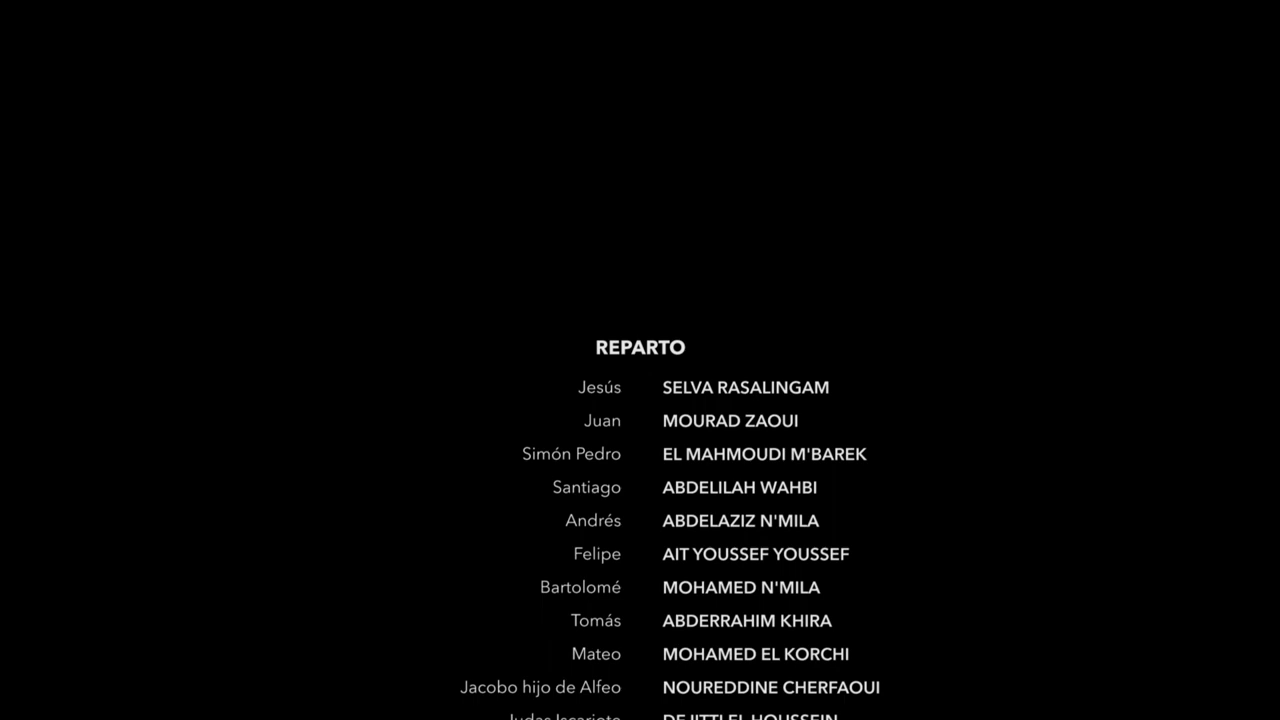 REPARTO
Jesús SELVA RASALINGAM
Juan MOURAD ZAOUI
Simón Pedro EL MAHMOUDI M'BAREK
Santiago ABDELILAH WAHBI
Andrés ABDELAZIZ N'MILA
Felipe AIT YOUSSEF YOUSSEF
Bartolomé MOHAMED N'MILA
Tomás ABDERRAHIM KHIRA
Mateo MOHAMED EL KORCHI
Jacobo hijo de Alfeo NOUREDDINE CHERFAOUI
Judas Iscariote